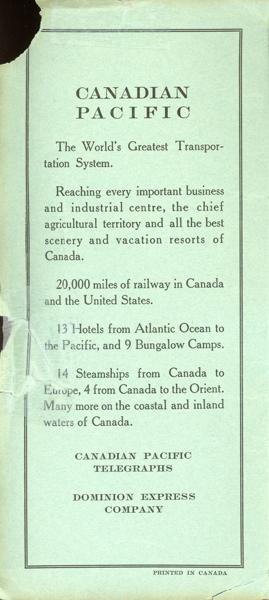 CANADIAN
PACIFIC
The World's Greatest Transpor-
tation System.
Reaching every important business
and industrial centre, the chief
agricultural territory and all the best
scenery and vacation resorts of
Canada.
20,000 miles of railway in Canada
and the United States.
13 Hotels from Atlantic Ocean to
the Pacific, and 9 Bungalow Camps.
14 Steamships from Canada to
Europe, 4 from Canada to the Orient.
Many more on the coastal and inland
waters of Canada.
CANADIAN PACIFIC
TELEGRAPHS
DOMINION EXPRESS
COMPANY
PRINTED IN CANADA